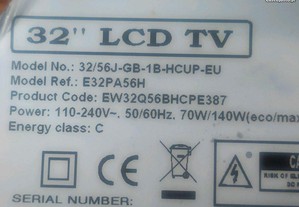 32" LCD TV
Model No.: 32/56J-GB-1B-HCUP-EU
Model Ref.: E32PA56H
Product Code: EW32Q56BHCPE387
Power: 110-240V~. 50/60Hz. 70W/140W(eco/max
Energy class: C
CE
SERIAL NUMBER: